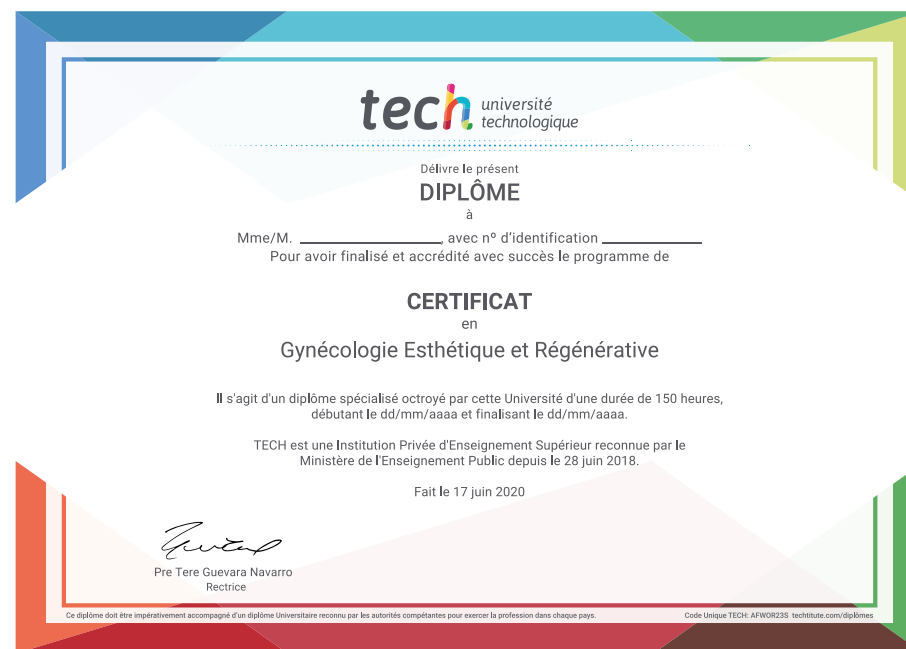 tech université
technologique
Délivre le présent
DIPLÔME
à
Mme/M. ____________________, avec nº d'identification ______________
Pour avoir finalisé et accrédité avec succès le programme de
CERTIFICAT
en
Gynécologie Esthétique et Régénérative
Il s'agit d'un diplôme spécialisé octroyé par cette Université d'une durée de 150 heures,
débutant le dd/mm/aaaa et finalisant le dd/mm/aaaa.
TECH est une Institution Privée d'Enseignement Supérieur reconnue par le
Ministère de l'Enseignement Public depuis le 28 juin 2018.
Fait le 17 juin 2020
Pre Tere Guevara Navarro
Rectrice
Ce diplôme doit être impérativement accompagné d'un diplôme Universitaire reconnu par les autorités compétentes pour exercer la profession dans chaque pays.
Code Unique TECH: AFWOR23S techtitute.com/diplômes